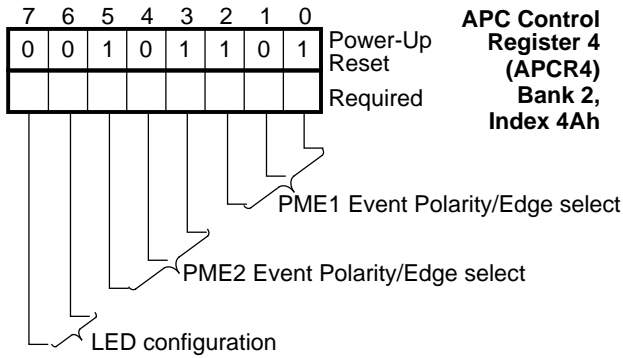 7 6 5 4 3 2 1 0
0 0 1 0 1 1 0 1
Power-Up
Reset
Required
APC Control
Register 4
(APCR4)
Bank 2,
Index 4Ah
PME1 Event Polarity/Edge select
PME2 Event Polarity/Edge select
LED configuration